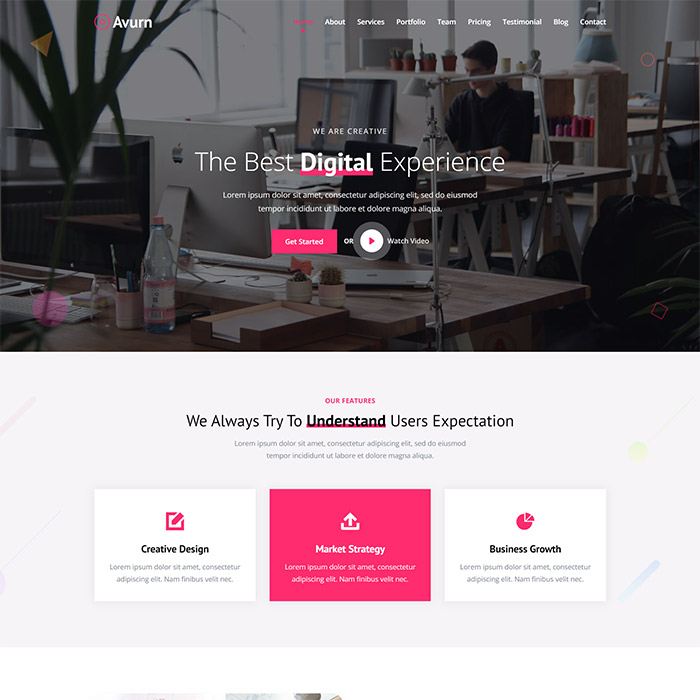 Avurn
Home About Services Portfolio Team Pricing Testimonial Blog Contact
WE ARE CREATIVE
The Best Digital Experience
Lorem ipsum dolor sit amet, consectetur adipiscing elit, sed do eiusmod
tempor incididunt ut labore et dolore magna aliqua.
Get Started OR Watch Video
OUR FEATURES
We Always Try To Understand Users Expectation
Lorem ipsum dolor sit amet, consectetur adipiscing elit, sed do eiusmod
tempor incididunt ut labore et dolore magna aliqua.
Creative Design
Lorem ipsum dolor sit amet, consectetur
adipiscing elit. Nam finibus velit nec.
Market Strategy
Lorem ipsum dolor sit amet, consectetur
adipiscing elit. Nam finibus velit nec.
Business Growth
Lorem ipsum dolor sit amet, consectetur
adipiscing elit. Nam finibus velit nec.